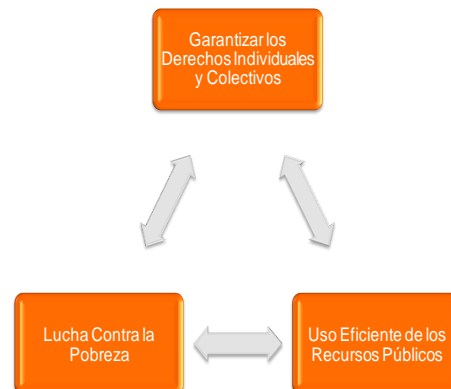 Garantizar los
Derechos Individuales
y Colectivos
Lucha Contra la
Pobreza
Uso Eficiente de los
Recursos Públicos